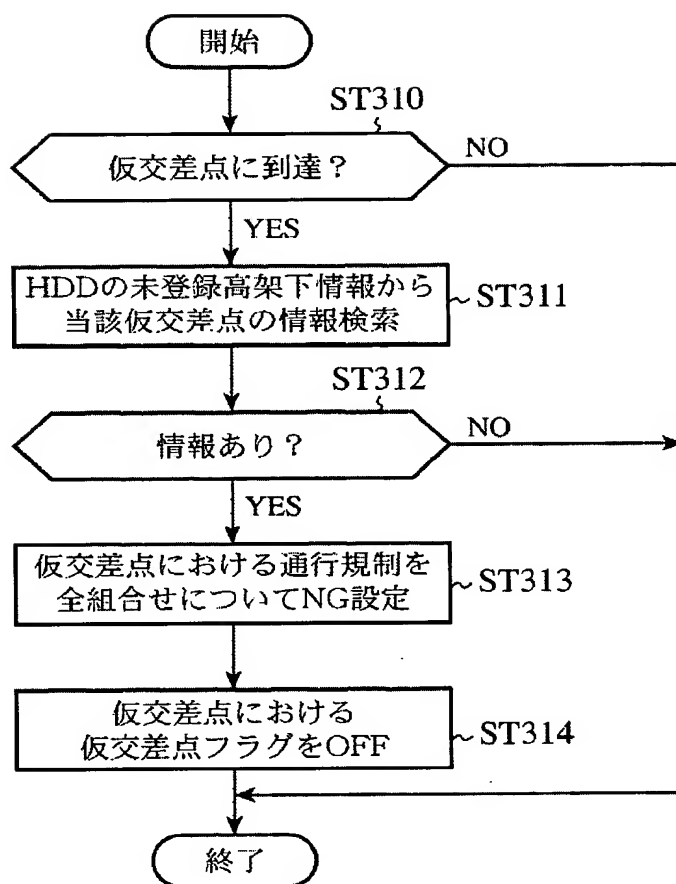 開始
ST310
仮交差点に到達？
NO
YES
HDDの未登録高架下情報から
当該仮交差点の情報検索
ST311
ST312
情報あり？
NO
YES
仮交差点における通行規制を
全組合せについてNG設定
ST313
仮交差点における
仮交差点フラグをOFF
ST314
終了